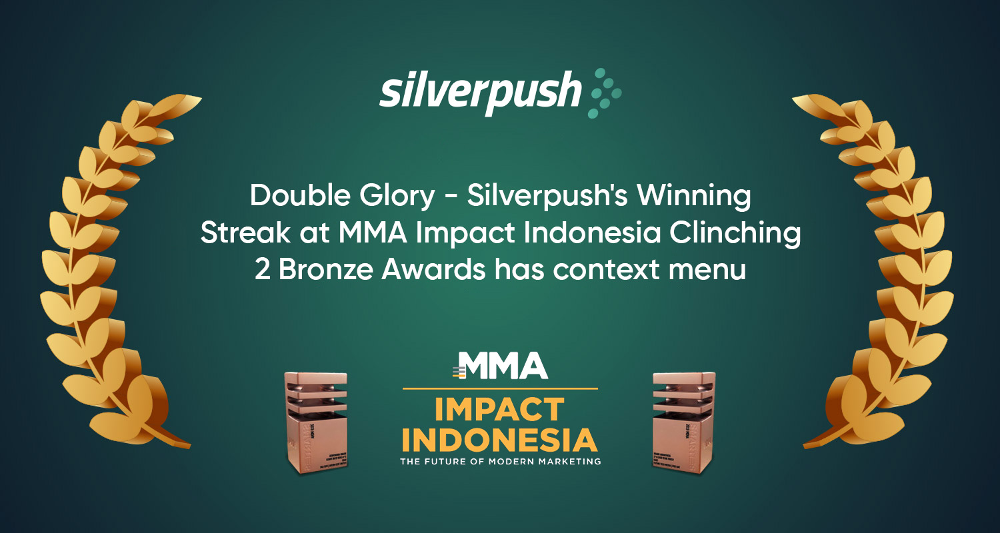 silverpush
Double Glory - Silverpush's Winning
Streak at MMA Impact Indonesia Clinching
2 Bronze Awards has context menu
MMA
IMPACT
INDONESIA
THE FUTURE OF MODERN MARKETING
SMARTIES